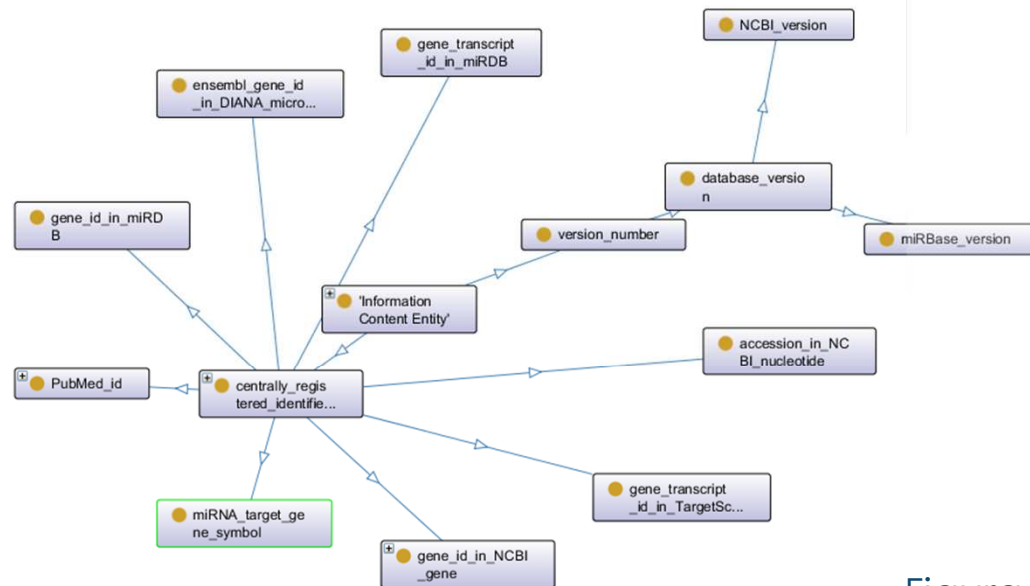 NCBI_version
gene_transcript
_id_in_miRDB
ensembl_gene_id
_in_DIANA_micro...
database_versio
n
gene_id_in_miRD
B
version_number
miRBase_version
'Information
Content Entity'
accession_in_NC
BI_nucleotide
PubMed_id
centrally_regis
tered_identifie...
gene_transcript
_id_in_TargetSc...
miRNA_target_ge
ne_symbol
gene_id_in_NCBI
_gene